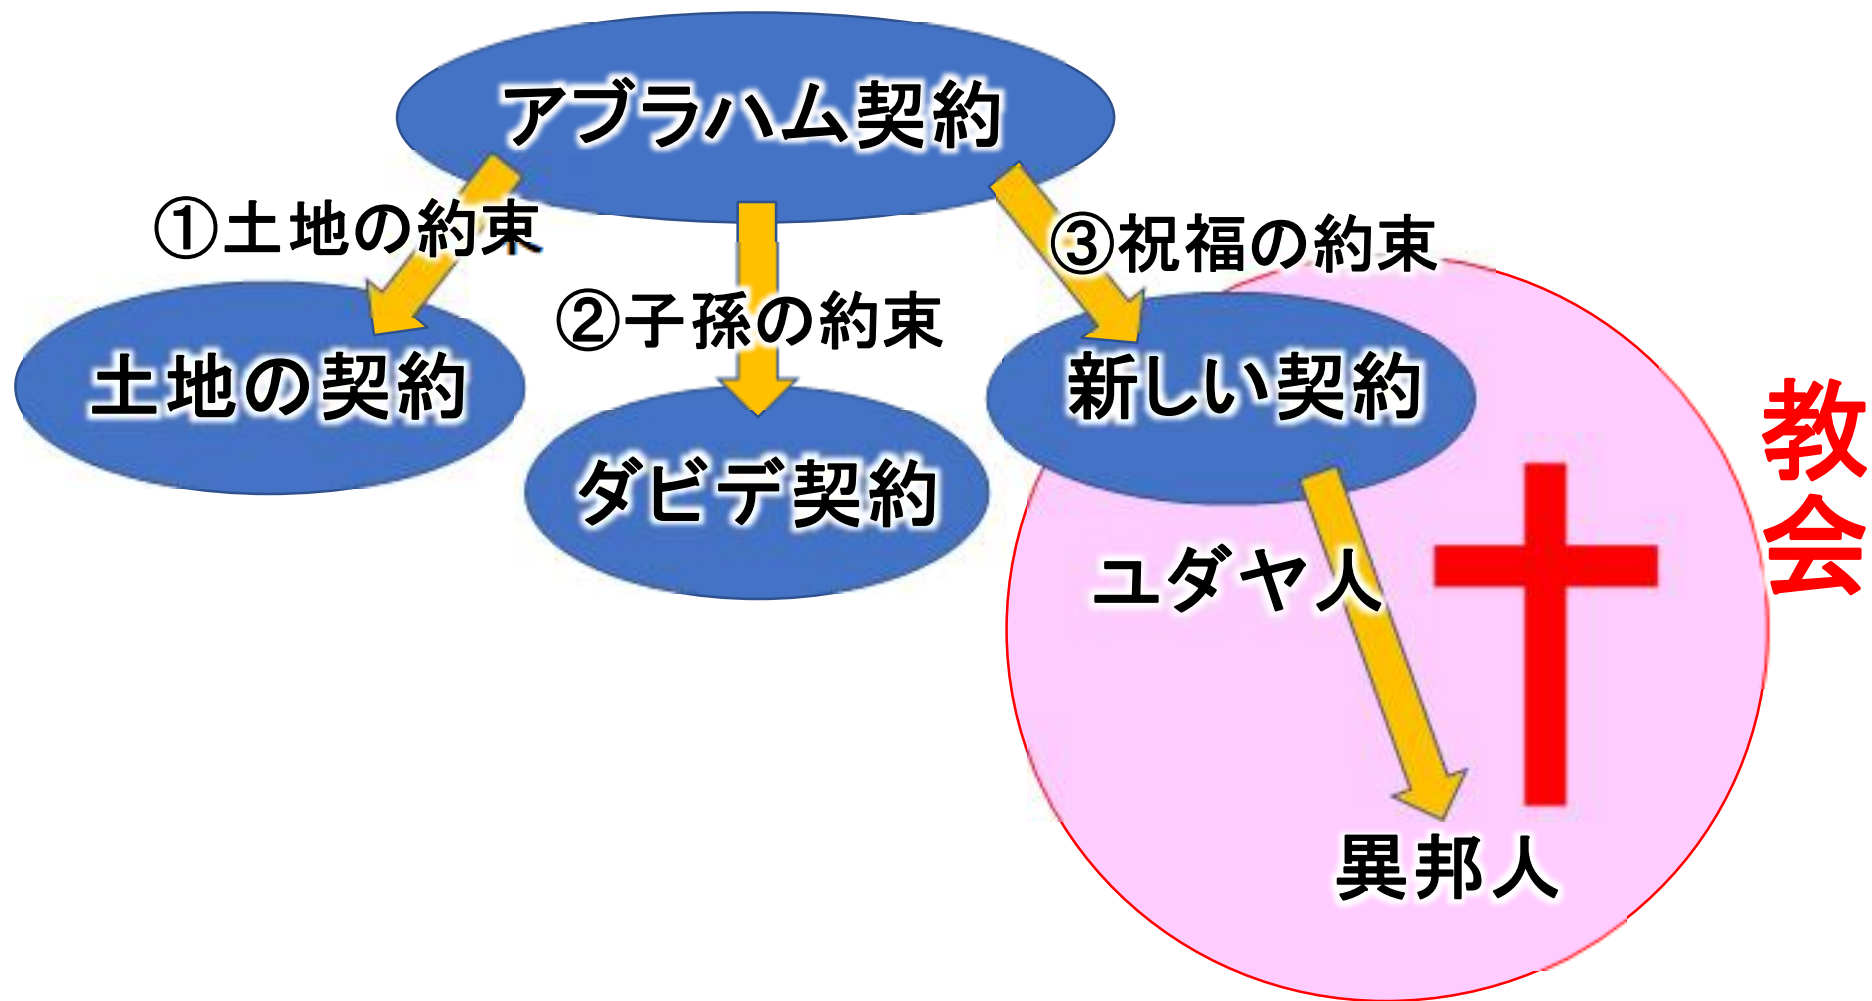 アブラハム契約
①土地の約束
③祝福の約束
②子孫の約束
土地の契約
新しい契約
ダビデ契約
教会
ユダヤ人
異邦人